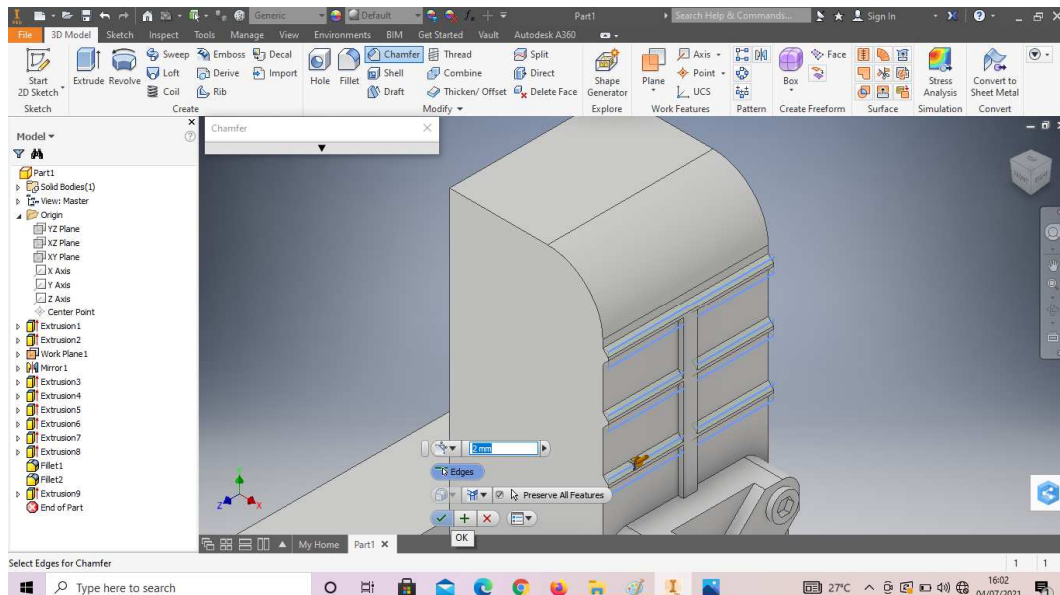 Generic
Default
Part1
Search Help & Commands...
Sign In
File 3D Model Sketch Inspect Tools Manage View Environments BIM Get Started Vault Autodesk A360
Start
2D Sketch
Extrude
Revolve
Sweep
Loft
Coil
Emboss
Derive
Rib
Decal
Import
Hole
Fillet
Chamfer
Shell
Draft
Thread
Combine
Thicken/ Offset
Split
Direct
Delete Face
Shape
Generator
Plane
Axis
Point
UCS
Box
Face
Stress
Analysis
Convert to
Sheet Metal
Sketch Create Modify Explore Work Features Pattern Create Freeform Surface Simulation Convert
Model
Chamfer
Part1
Solid Bodies(1)
View: Master
Origin
YZ Plane
XZ Plane
XY Plane
X Axis
Y Axis
Z Axis
Center Point
Extrusion1
Extrusion2
Work Plane1
Mirror1
Extrusion3
Extrusion4
Extrusion5
Extrusion6
Extrusion7
Extrusion8
Fillet1
Fillet2
Extrusion9
End of Part
2 mm
Edges
Preserve All Features
OK
Y
Z
X
My Home Part1
Select Edges for Chamfer
1 1
Type here to search
27°C
16:02
04/07/2021